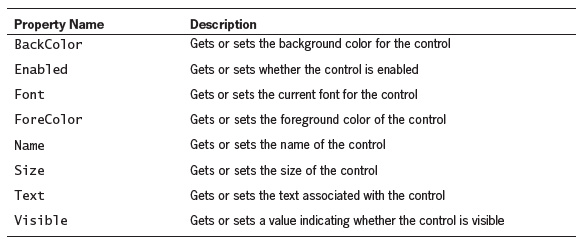 Property Name Description
BackColor Gets or sets the background color for the control
Enabled Gets or sets whether the control is enabled
Font Gets or sets the current font for the control
ForeColor Gets or sets the foreground color of the control
Name Gets or sets the name of the control
Size Gets or sets the size of the control
Text Gets or sets the text associated with the control
Visible Gets or sets a value indicating whether the control is visible